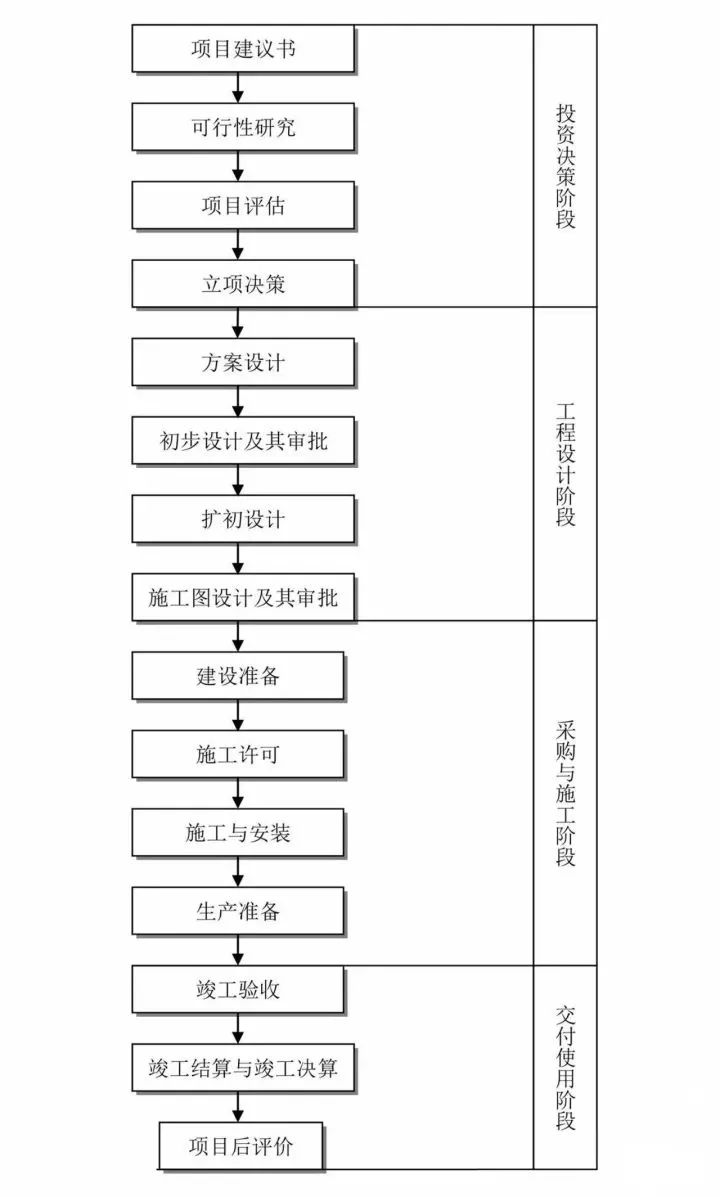 项目建议书
可行性研究
项目评估
立项决策
投资决策阶段
方案设计
初步设计及其审批
扩初设计
施工图设计及其审批
工程设计阶段
建设准备
施工许可
施工与安装
生产准备
采购与施工阶段
竣工验收
竣工结算与竣工决算
项目后评价
交付使用阶段